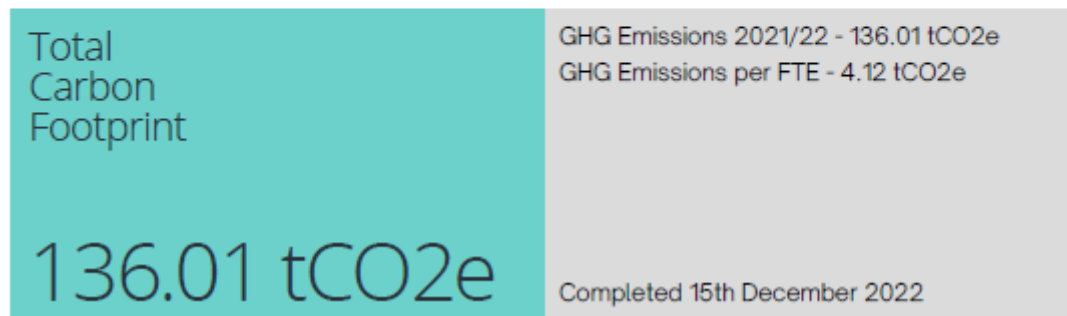 Total
Carbon
Footprint
136.01 tCO2e
GHG Emissions 2021/22 - 136.01 tCO2e
GHG Emissions per FTE - 4.12 tCO2e
Completed 15th December 2022